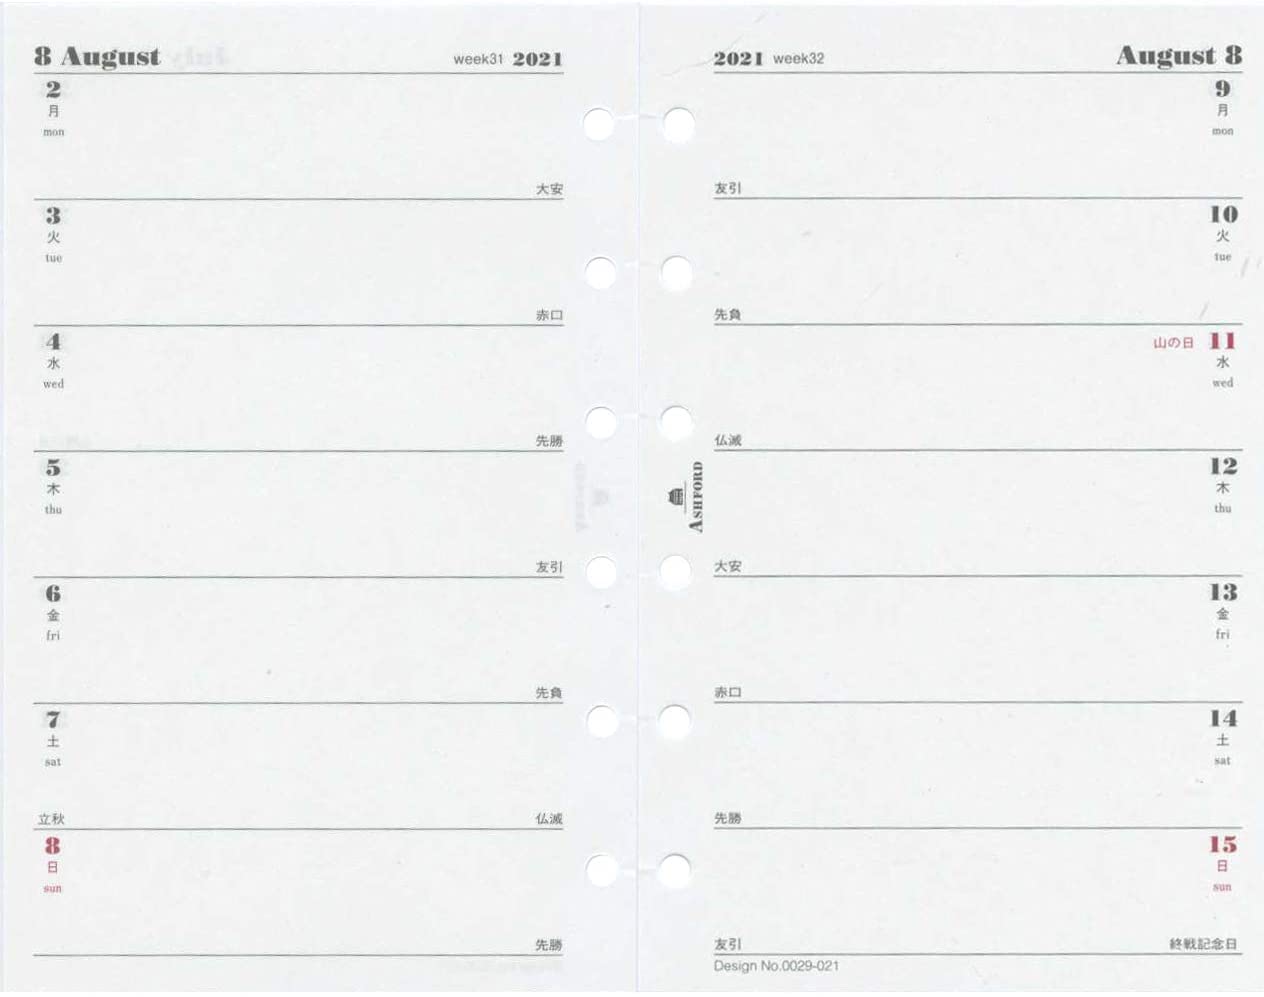 8 August week31 2021
2
月
mon
大安
3
火
tue
赤口
4
水
wed
先勝
5
木
thu
友引
6
金
fri
先負
7
土
sat
立秋 仏滅
8
日
sun
先勝
2021 week32 August 8
9
月
mon
友引
10
火
tue
先負
山の日 11
水
wed
仏滅
12
木
thu
大安
13
金
fri
赤口
14
土
sat
先勝
15
日
sun
友引 終戦記念日
Design No.0029-021
ASHFORD